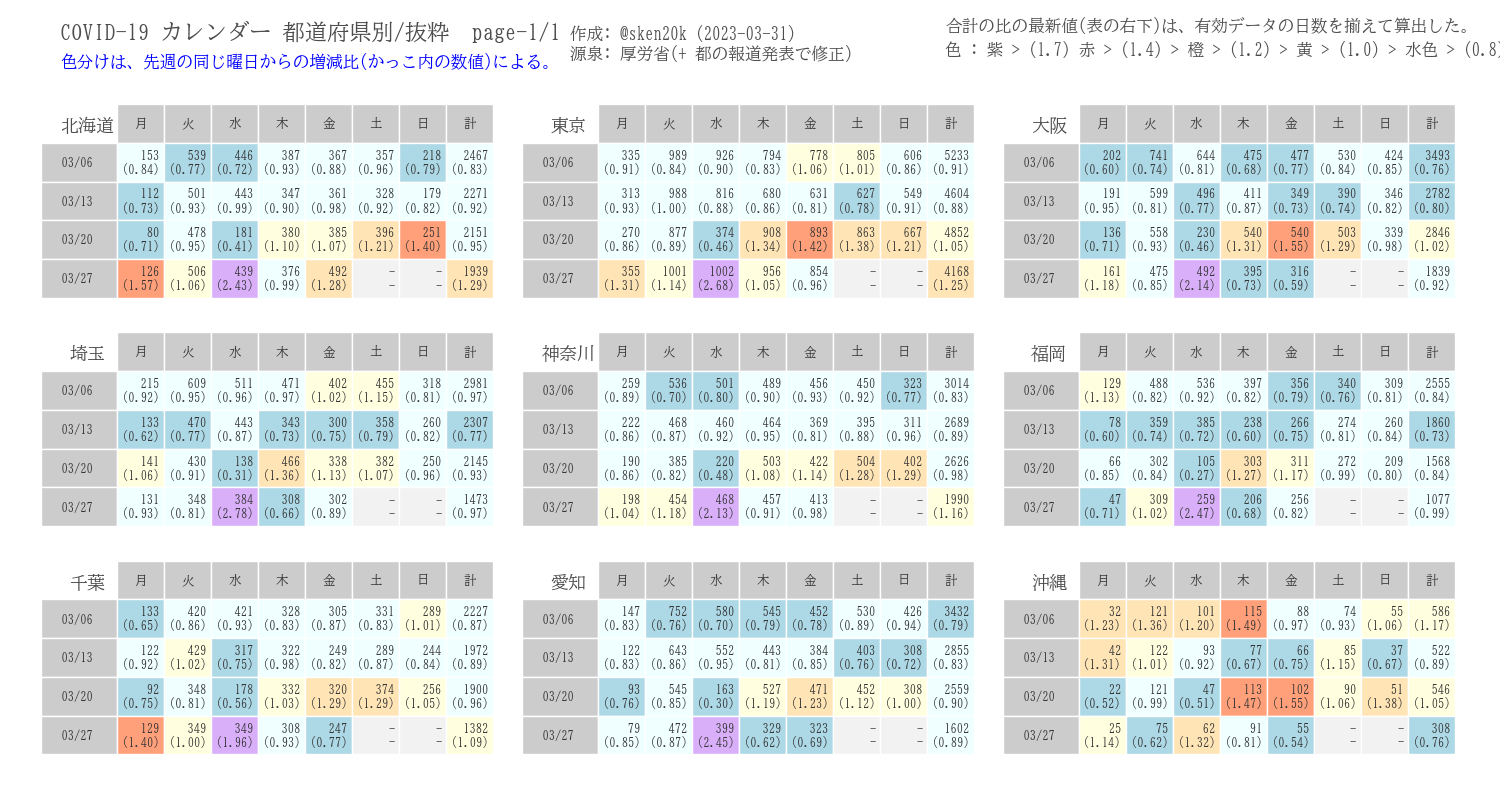 COVID-19 カレンダー 都道府県別/抜粋 page-1/1
作成: @sken20k (2023-03-31)
合計の比の最新値(表の右下)は、有効データの日数を揃えて算出した。
色分けは、先週の同じ曜日からの増減比(かっこ内の数値)による。
源泉: 厚労省(+ 都の報道発表で修正)
色 : 紫 > (1.7) 赤 > (1.4) 橙 > (1.2) 黄 > (1.0) 水色 > (0.8)
北海道 月 火 水 木 金 土 日 計
03/06 153 539 446 387 367 357 218 2467
(0.84) (0.77) (0.72) (0.93) (0.88) (0.96) (0.79) (0.83)
03/13 112 501 443 347 361 328 179 2271
(0.73) (0.93) (0.99) (0.90) (0.98) (0.92) (0.82) (0.92)
03/20 80 478 181 380 385 396 251 2151
(0.71) (0.95) (0.41) (1.10) (1.07) (1.21) (1.40) (0.95)
03/27 126 506 439 376 492 - - 1939
(1.57) (1.06) (2.43) (0.99) (1.28) - - (1.29)
東京 月 火 水 木 金 土 日 計
03/06 335 989 926 794 778 805 606 5233
(0.91) (0.84) (0.90) (0.83) (1.06) (1.01) (0.86) (0.91)
03/13 313 988 816 680 631 627 549 4604
(0.93) (1.00) (0.88) (0.86) (0.81) (0.78) (0.91) (0.88)
03/20 270 877 374 908 893 863 667 4852
(0.86) (0.89) (0.46) (1.34) (1.42) (1.38) (1.21) (1.05)
03/27 355 1001 1002 956 854 - - 4168
(1.31) (1.14) (2.68) (1.05) (0.96) - - (1.25)
大阪 月 火 水 木 金 土 日 計
03/06 202 741 644 475 477 530 424 3493
(0.60) (0.74) (0.81) (0.68) (0.77) (0.84) (0.85) (0.76)
03/13 191 599 496 411 349 390 346 2782
(0.95) (0.81) (0.77) (0.87) (0.73) (0.74) (0.82) (0.80)
03/20 136 558 230 540 540 503 339 2846
(0.71) (0.93) (0.46) (1.31) (1.55) (1.29) (0.98) (1.02)
03/27 161 475 492 395 316 - - 1839
(1.18) (0.85) (2.14) (0.73) (0.59) - - (0.92)
埼玉 月 火 水 木 金 土 日 計
03/06 215 609 511 471 402 455 318 2981
(0.92) (0.95) (0.96) (0.97) (1.02) (1.15) (0.81) (0.97)
03/13 133 470 443 343 300 358 260 2307
(0.62) (0.77) (0.87) (0.73) (0.75) (0.79) (0.82) (0.77)
03/20 141 430 138 466 338 382 250 2145
(1.06) (0.91) (0.31) (1.36) (1.13) (1.07) (0.96) (0.93)
03/27 131 348 384 308 302 - - 1473
(0.93) (0.81) (2.78) (0.66) (0.89) - - (0.97)
神奈川 月 火 水 木 金 土 日 計
03/06 259 536 501 489 456 450 323 3014
(0.89) (0.70) (0.80) (0.90) (0.93) (0.92) (0.77) (0.83)
03/13 222 468 460 464 369 395 311 2689
(0.86) (0.87) (0.92) (0.95) (0.81) (0.88) (0.96) (0.89)
03/20 190 385 220 503 422 504 402 2626
(0.86) (0.82) (0.48) (1.08) (1.14) (1.28) (1.29) (0.98)
03/27 198 454 468 457 413 - - 1990
(1.04) (1.18) (2.13) (0.91) (0.98) - - (1.16)
福岡 月 火 水 木 金 土 日 計
03/06 129 488 536 397 356 340 309 2555
(1.13) (0.82) (0.92) (0.82) (0.79) (0.76) (0.81) (0.84)
03/13 78 359 385 238 266 274 260 1860
(0.60) (0.74) (0.72) (0.60) (0.75) (0.81) (0.84) (0.73)
03/20 66 302 105 303 311 272 209 1568
(0.85) (0.84) (0.27) (1.27) (1.17) (0.99) (0.80) (0.84)
03/27 47 309 259 206 256 - - 1077
(0.71) (1.02) (2.47) (0.68) (0.82) - - (0.99)
千葉 月 火 水 木 金 土 日 計
03/06 133 420 421 328 305 331 289 2227
(0.65) (0.86) (0.93) (0.83) (0.87) (0.83) (1.01) (0.87)
03/13 122 429 317 322 249 289 244 1972
(0.92) (1.02) (0.75) (0.98) (0.82) (0.87) (0.84) (0.89)
03/20 92 348 178 332 320 374 256 1900
(0.75) (0.81) (0.56) (1.03) (1.29) (1.29) (1.05) (0.96)
03/27 129 349 349 308 247 - - 1382
(1.40) (1.00) (1.96) (0.93) (0.77) - - (1.09)
愛知 月 火 水 木 金 土 日 計
03/06 147 752 580 545 452 530 426 3432
(0.83) (0.76) (0.70) (0.79) (0.78) (0.89) (0.94) (0.79)
03/13 122 643 552 443 384 403 308 2855
(0.83) (0.86) (0.95) (0.81) (0.85) (0.76) (0.72) (0.83)
03/20 93 545 163 527 471 452 308 2559
(0.76) (0.85) (0.30) (1.19) (1.23) (1.12) (1.00) (0.90)
03/27 79 472 399 329 323 - - 1602
(0.85) (0.87) (2.45) (0.62) (0.69) - - (0.89)
沖縄 月 火 水 木 金 土 日 計
03/06 32 121 101 115 88 74 55 586
(1.23) (1.36) (1.20) (1.49) (0.97) (0.93) (1.06) (1.17)
03/13 42 122 93 77 66 85 37 522
(1.31) (1.01) (0.92) (0.67) (0.75) (1.15) (0.67) (0.89)
03/20 22 121 47 113 102 90 51 546
(0.52) (0.99) (0.51) (1.47) (1.55) (1.06) (1.38) (1.05)
03/27 25 75 62 91 55 - - 308
(1.14) (0.62) (1.32) (0.81) (0.54) - - (0.76)